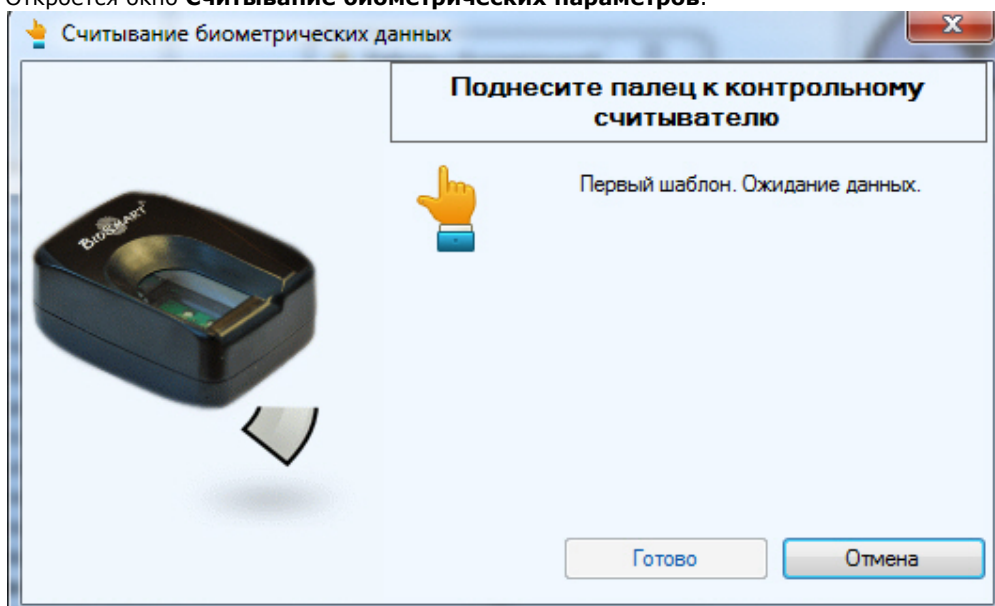 Откроется окно Считывание биометрических параметров.
Считывание биометрических данных
Поднесите палец к контрольному
считывателю
Первый шаблон. Ожидание данных.
BIOSMART
Готово
Отмена